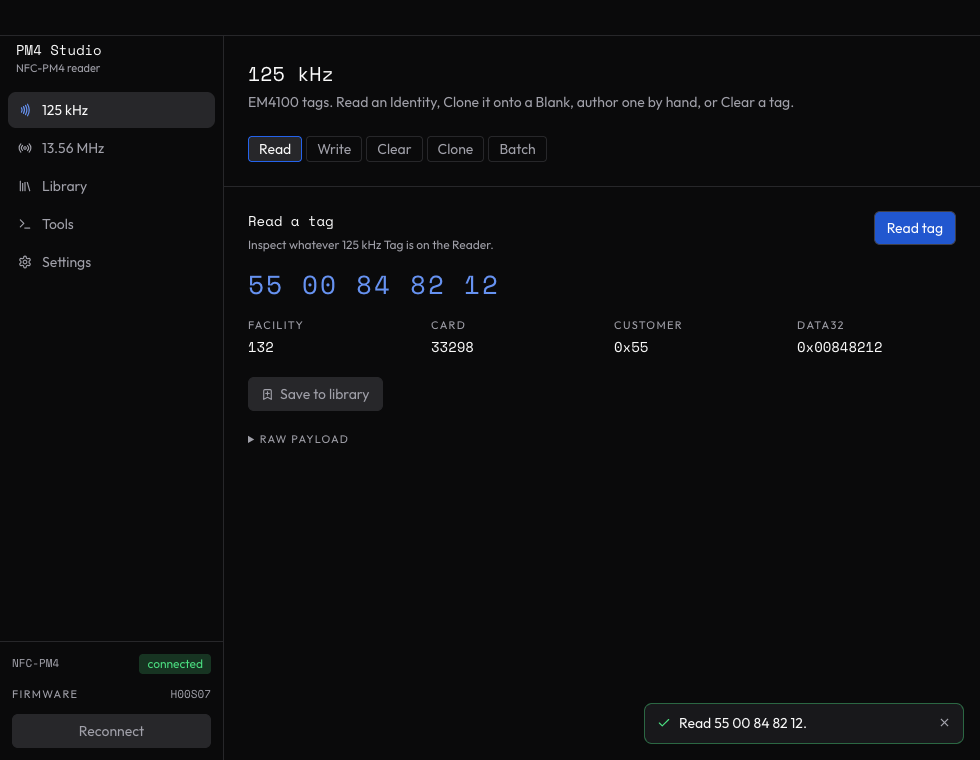 PM4 Studio
NFC-PM4 reader
125 kHz
13.56 MHz
Library
Tools
Settings
NFC-PM4 connected
FIRMWARE H00S07
Reconnect
125 kHz
EM4100 tags. Read an Identity, Clone it onto a Blank, author one by hand, or Clear a tag.
Read Write Clear Clone Batch
Read a tag
Inspect whatever 125 kHz Tag is on the Reader.
Read tag
55 00 84 82 12
FACILITY CARD CUSTOMER DATA32
132 33298 0x55 0x00848212
Save to library
RAW PAYLOAD
Read 55 00 84 82 12.